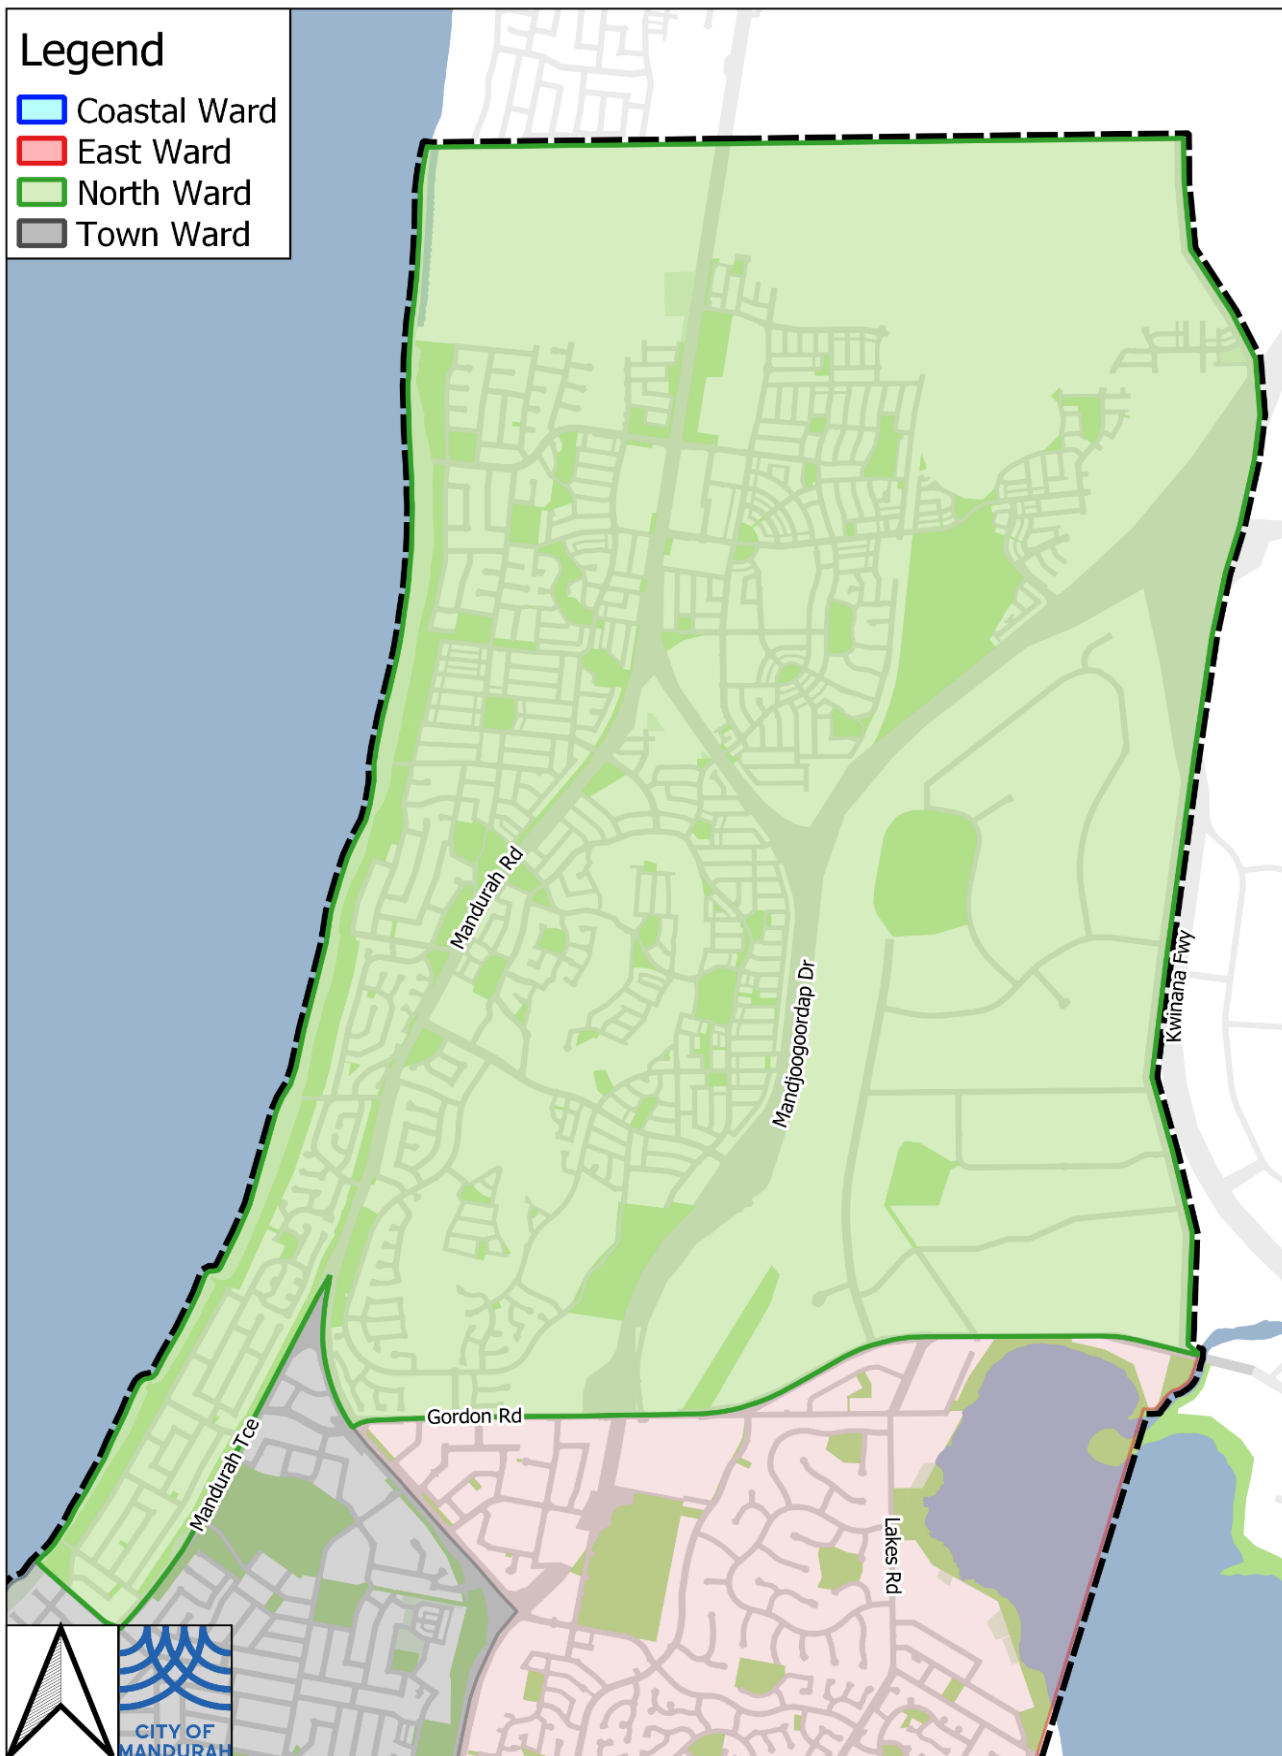 Legend
Coastal Ward
East Ward
North Ward
Town Ward
Mandurah Rd
Kwinana Fwy
Mandjoogoordap Dr
Gordon Rd
Mandurah Tce
Lakes Rd
CITY OF
MANDURAH